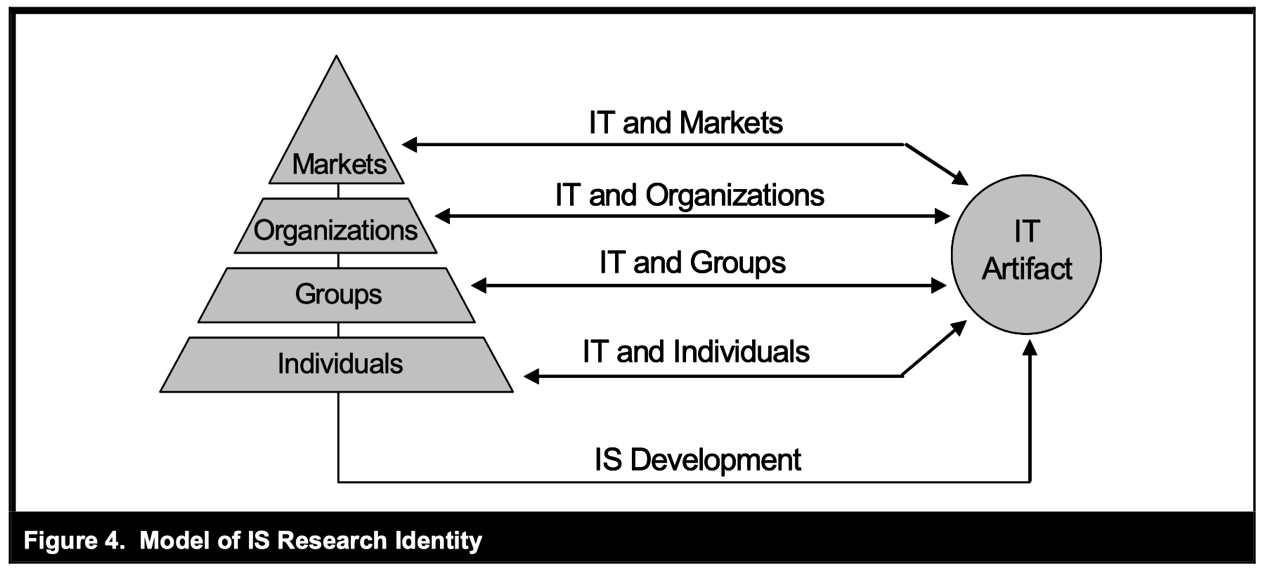 IT and Markets
Markets
IT and Organizations
Organizations
IT
Artifact
IT and Groups
Groups
IT and Individuals
Individuals
IS Development
Figure 4. Model of IS Research Identity